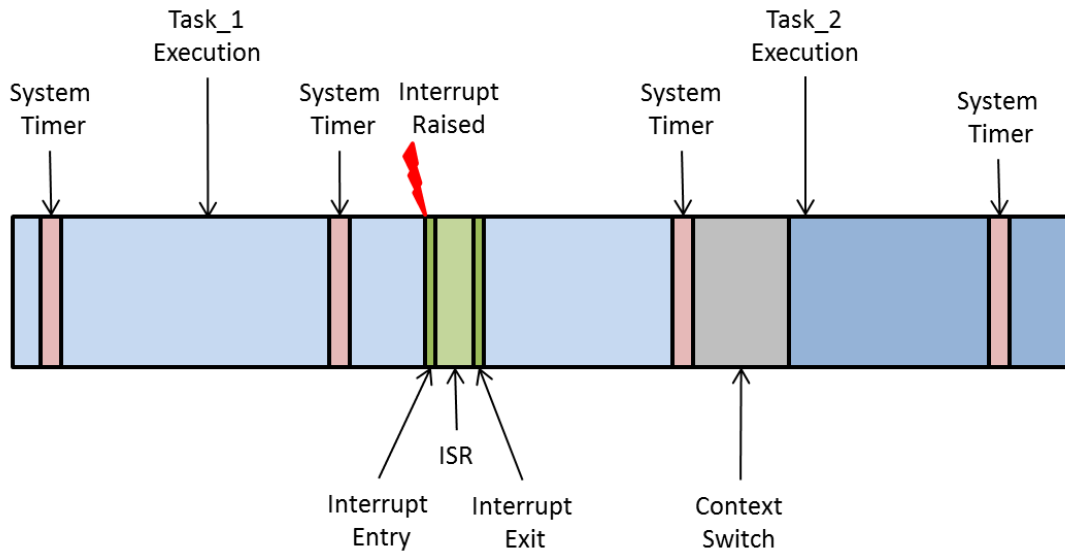 Task_1
Execution
Task_2
Execution
System
Timer
System
Timer
Interrupt
Raised
System
Timer
System
Timer
ISR
Interrupt
Entry
Interrupt
Exit
Context
Switch